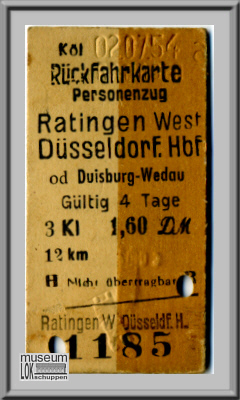 Köl 020754
Rückfahrkarte
Personenzug
Ratingen West
Düsseldorf. Hbf
od Duisburg-Wedau
Gültig 4 Tage
3 Kl 1,60 DM
12 km
H Nicht übertragbar
Ratingen W Düsseldf. H.
1185
museum
LOK
schuppen